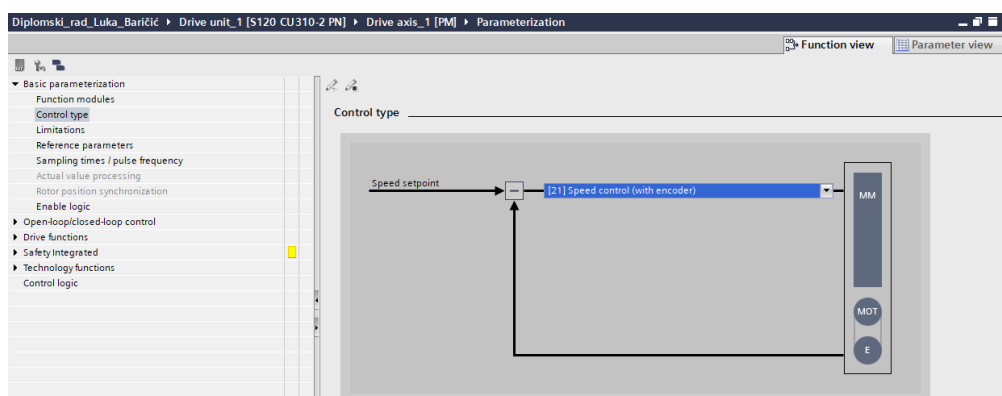 Diplomski_rad_Luka_Baričić ▸ Drive unit_1 [S120 CU310-2 PN] ▸ Drive axis_1 [PM] ▸ Parameterization
Function view
Parameter view
Basic parameterization
Function modules
Control type
Limitations
Reference parameters
Sampling times / pulse frequency
Actual value processing
Rotor position synchronization
Enable logic
Open-loop/closed-loop control
Drive functions
Safety Integrated
Technology functions
Control logic
Control type
Speed setpoint
[21] Speed control (with encoder)
MM
MOT
E